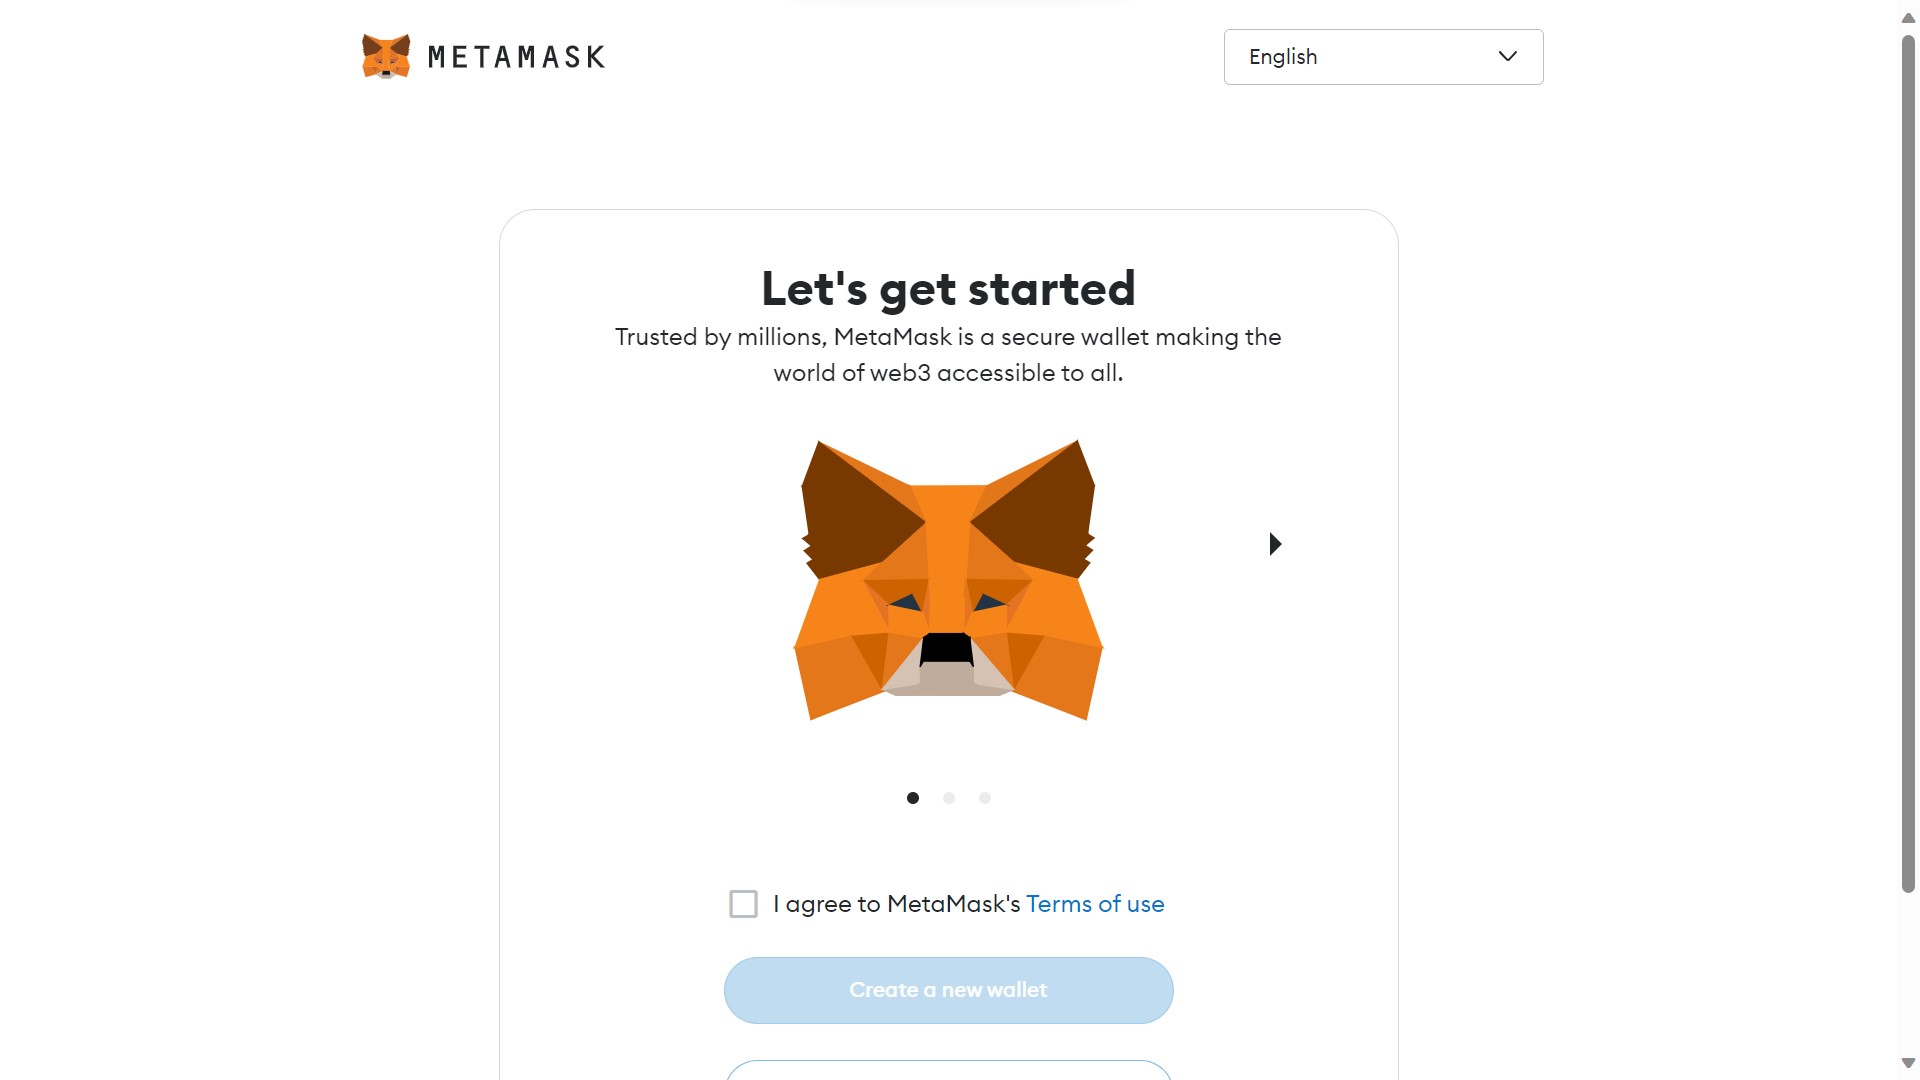 METAMASK
English
Let's get started
Trusted by millions, MetaMask is a secure wallet making the
world of web3 accessible to all.
I agree to MetaMask's Terms of use
Create a new wallet